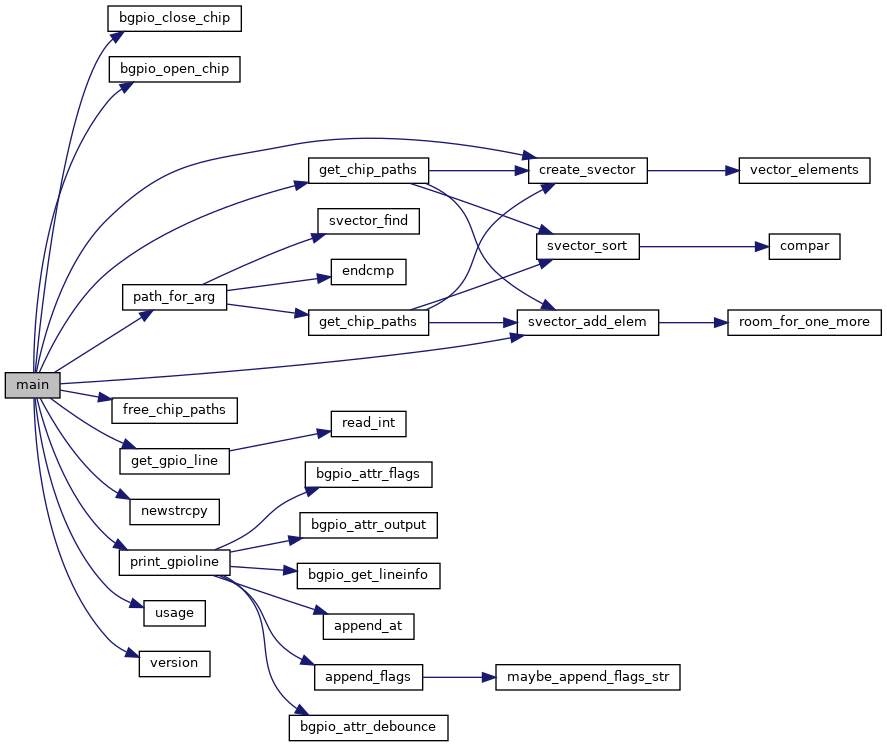 bgpio_close_chip
bgpio_open_chip
get_chip_paths
create_svector
vector_elements
svector_find
svector_sort
compar
endcmp
path_for_arg
get_chip_paths
svector_add_elem
room_for_one_more
main
free_chip_paths
read_int
get_gpio_line
bgpio_attr_flags
newstrcpy
bgpio_attr_output
print_gpioline
bgpio_get_lineinfo
usage
append_at
version
append_flags
maybe_append_flags_str
bgpio_attr_debounce